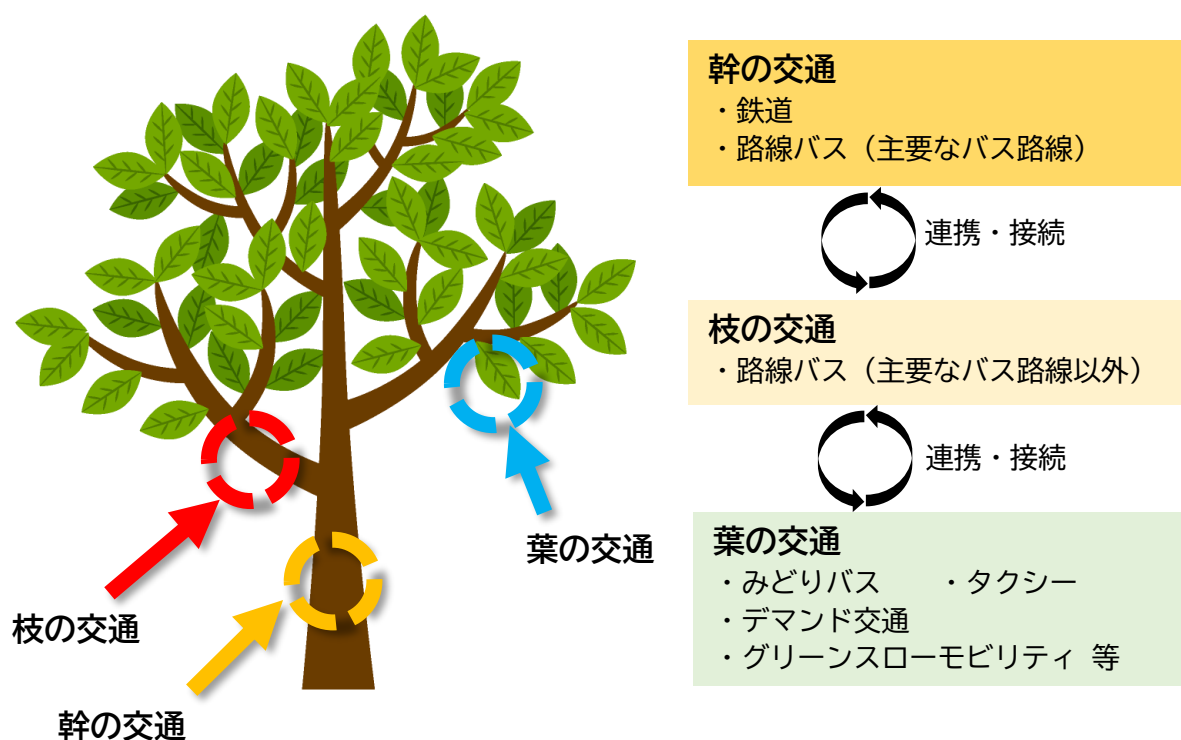 幹の交通
・鉄道
・路線バス（主要なバス路線）
連携・接続
枝の交通
・路線バス（主要なバス路線以外）
連携・接続
葉の交通
・みどりバス　　・タクシー
・デマンド交通
・グリーンスローモビリティ 等
葉の交通
枝の交通
幹の交通